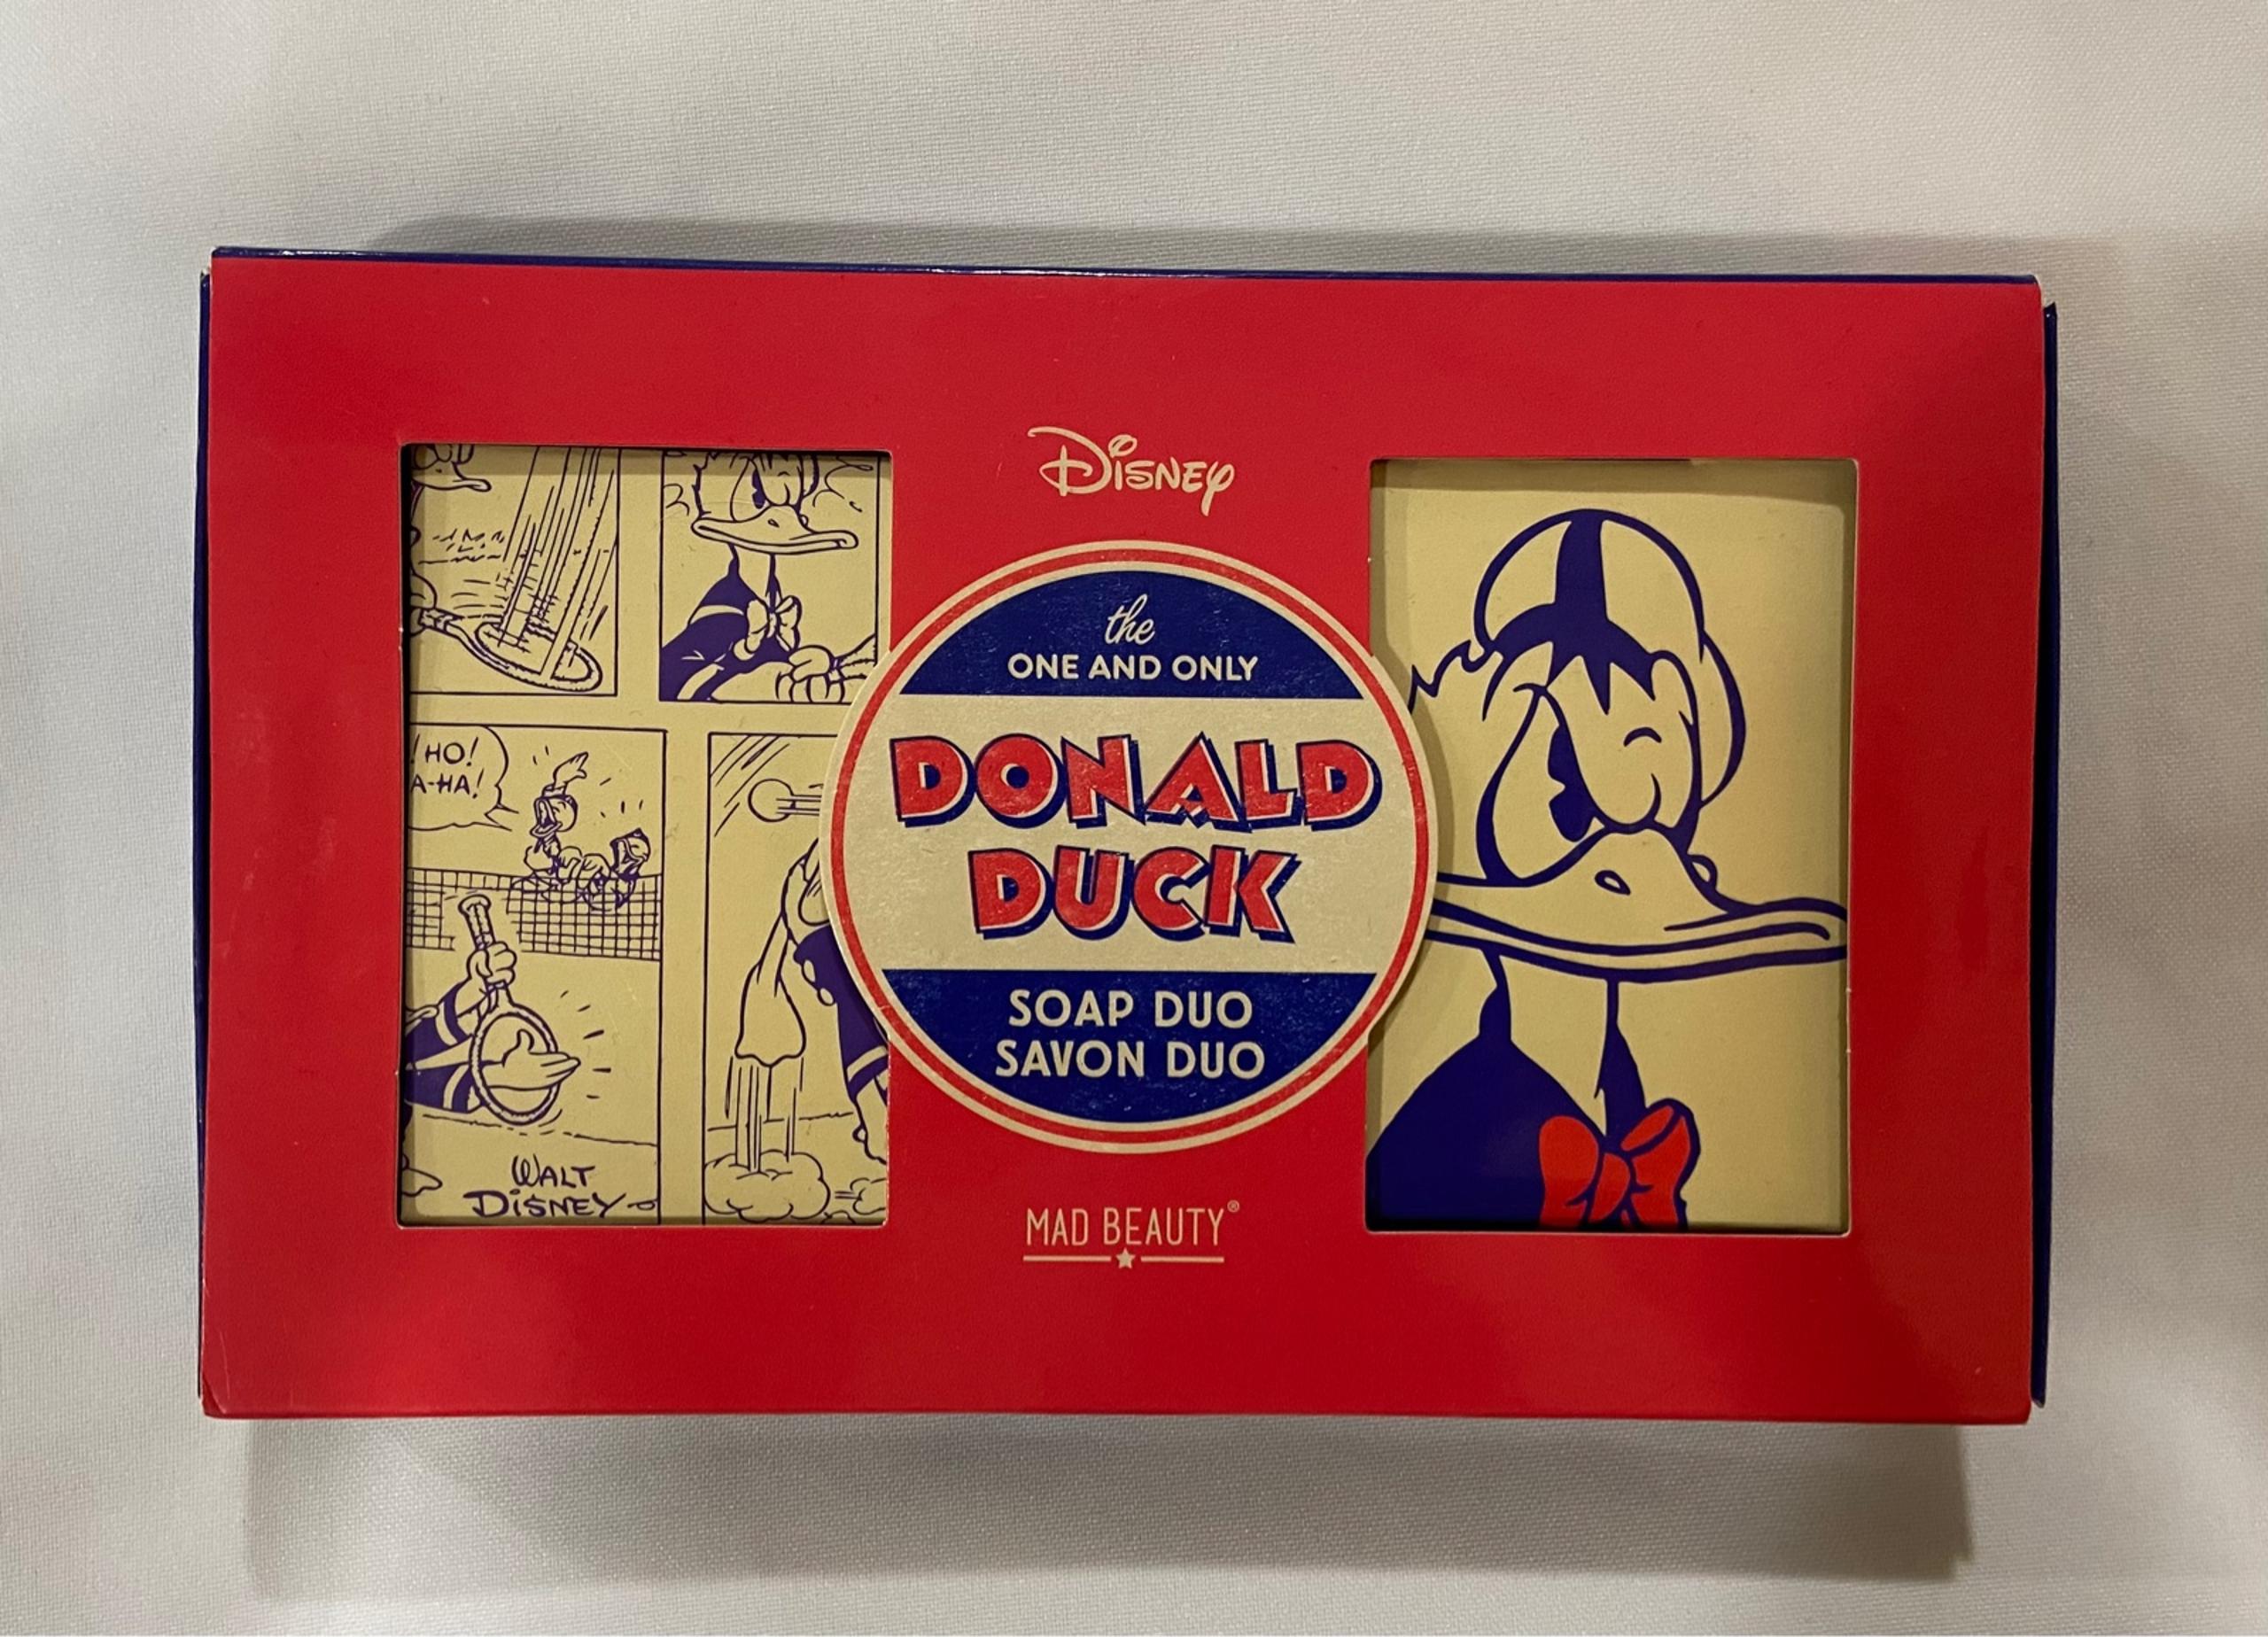 DISNEY
the
ONE AND ONLY
DONALD
DUCK
SOAP DUO
SAVON DUO
MAD BEAUTY®
HO!
A-HA!
WALT
DISNEY